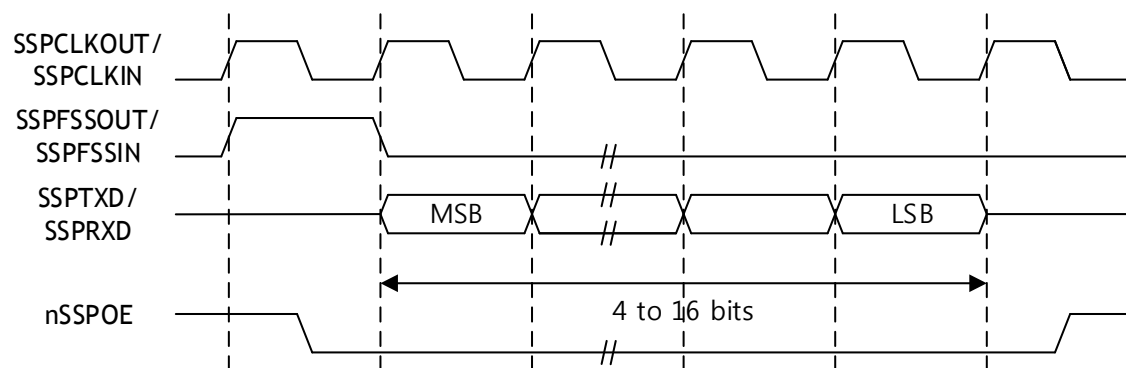 SSPCLKOUT/
SSPCLKIN
SSPFSSOUT/
SSPFSSIN
SSPTXD/
SSPRXD
MSB
LSB
4 to 16 bits
nSSPOE